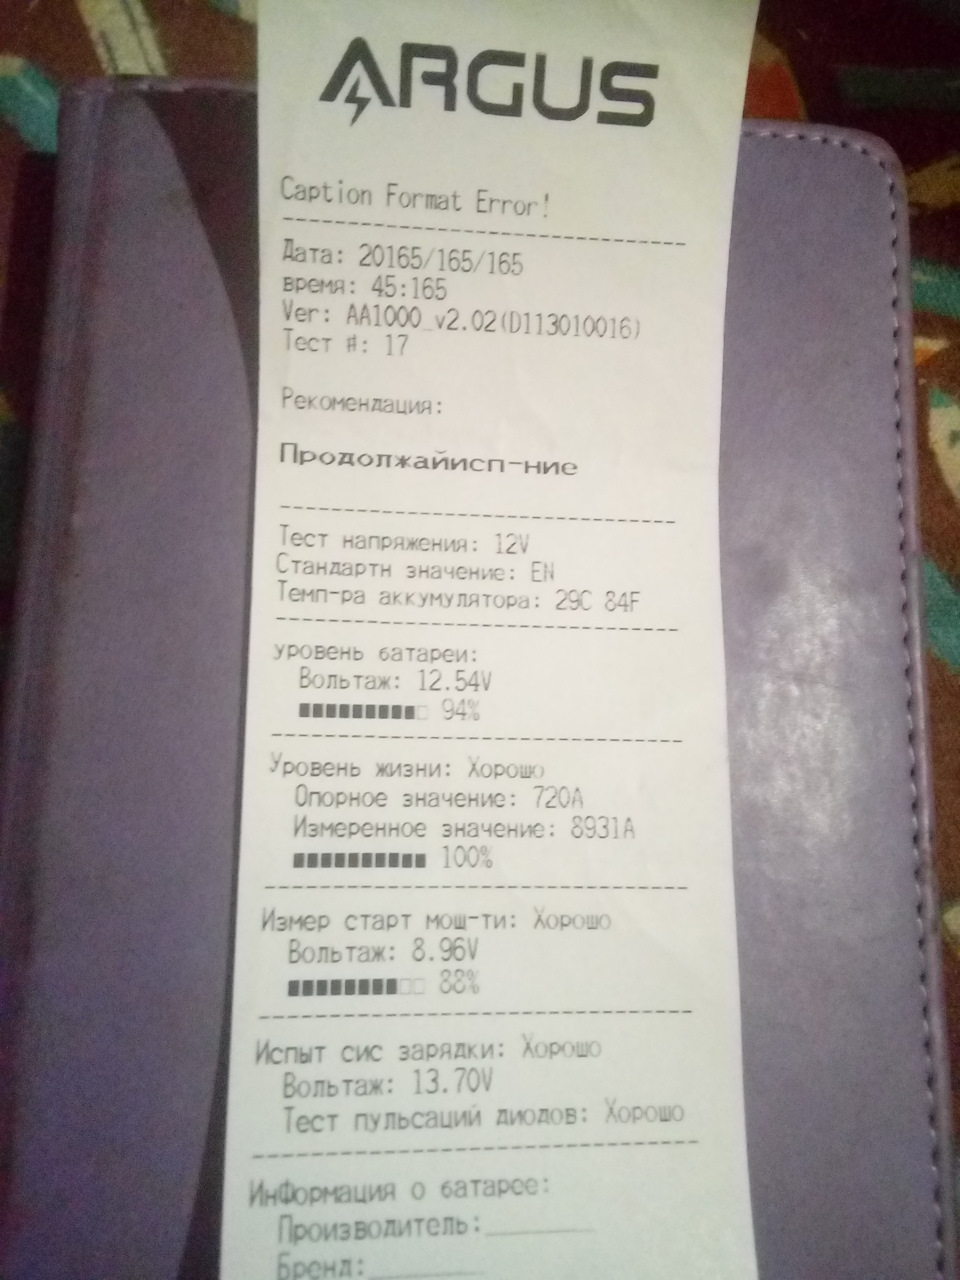 ARGUS
Caption Format Error!
Дата: 20165/165/165
время: 45:165
Ver: AA1000_v2.02(D113010016)
Тест #: 17
Рекомендация:
Продолжайисп-ние
Тест напряжения: 12V
Стандартн значение: EN
Темп-ра аккумулятора: 29C 84F
уровень батареи:
Вольтаж: 12.54V
94%
Уровень жизни: Хорошо
Опорное значение: 720A
Измеренное значение: 8931A
100%
Измер старт мощ-ти: Хорошо
Вольтаж: 8.96V
88%
Испыт сис зарядки: Хорошо
Вольтаж: 13.70V
Тест пульсаций диодов: Хорошо
Информация о батарее:
Производитель:
Бренд: